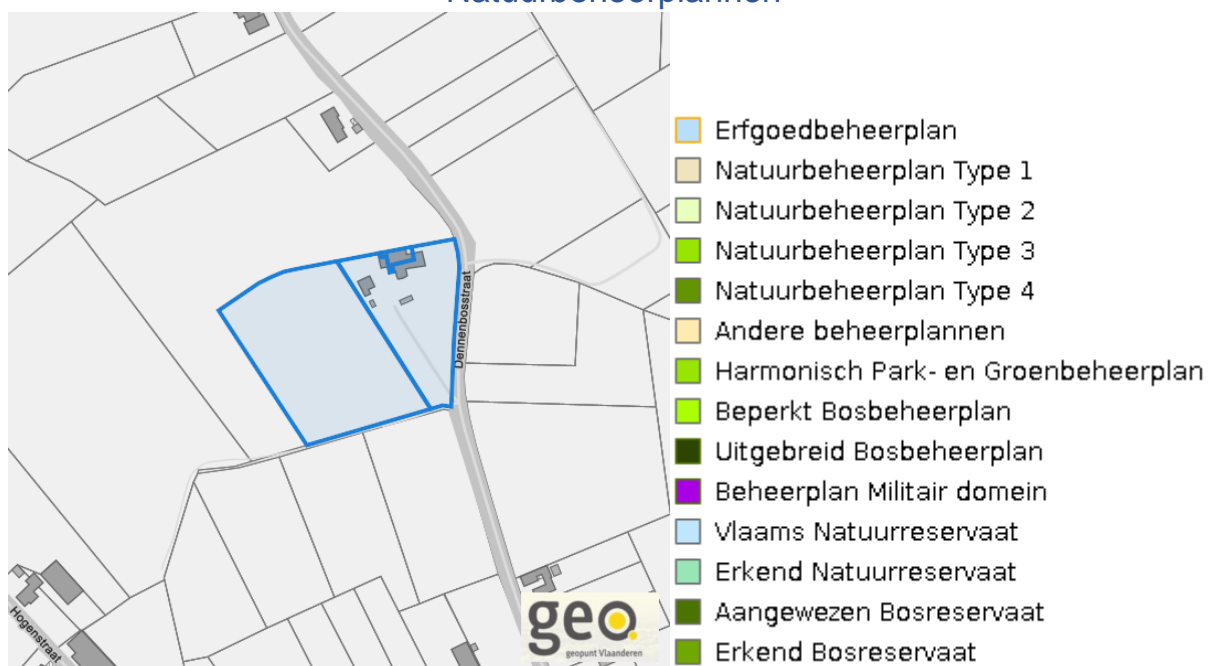 Natuurbeheerplannen
Dennenbosstraat
Hogenstraat
geo.
geopunt Vlaanderen
Erfgoedbeheerplan
Natuurbeheerplan Type 1
Natuurbeheerplan Type 2
Natuurbeheerplan Type 3
Natuurbeheerplan Type 4
Andere beheerplannen
Harmonisch Park- en Groenbeheerplan
Beperkt Bosbeheerplan
Uitgebreid Bosbeheerplan
Beheerplan Militair domein
Vlaams Natuurreservaat
Erkend Natuurreservaat
Aangewezen Bosreservaat
Erkend Bosreservaat